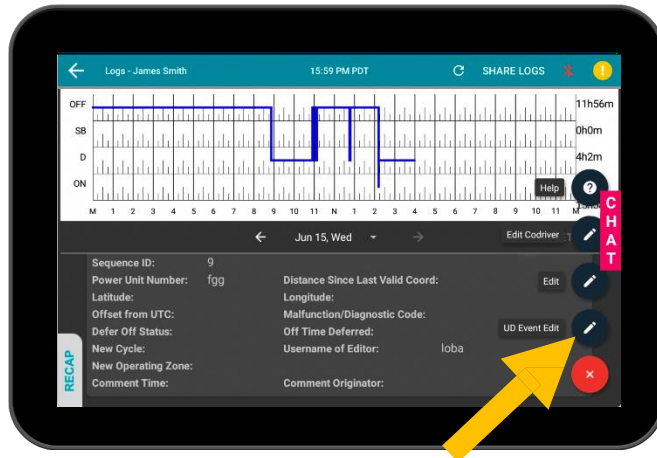 Logs - James Smith 15:59 PM PDT SHARE LOGS
OFF 11h56m
SB 0h0m
D 4h2m
ON
M 1 2 3 4 5 6 7 8 9 10 11 N 1 2 3 4 5 6 7 8 9 10 11 M
Help
CHAT
Jun 15, Wed
Edit Codriver
Sequence ID: 9
Power Unit Number: fgg Distance Since Last Valid Coord:
Edit
Latitude: Longitude:
Offset from UTC: Malfunction/Diagnostic Code:
Defer Off Status: Off Time Deferred:
UD Event Edit
New Cycle: Username of Editor: loba
New Operating Zone:
Comment Time: Comment Originator:
RECAP